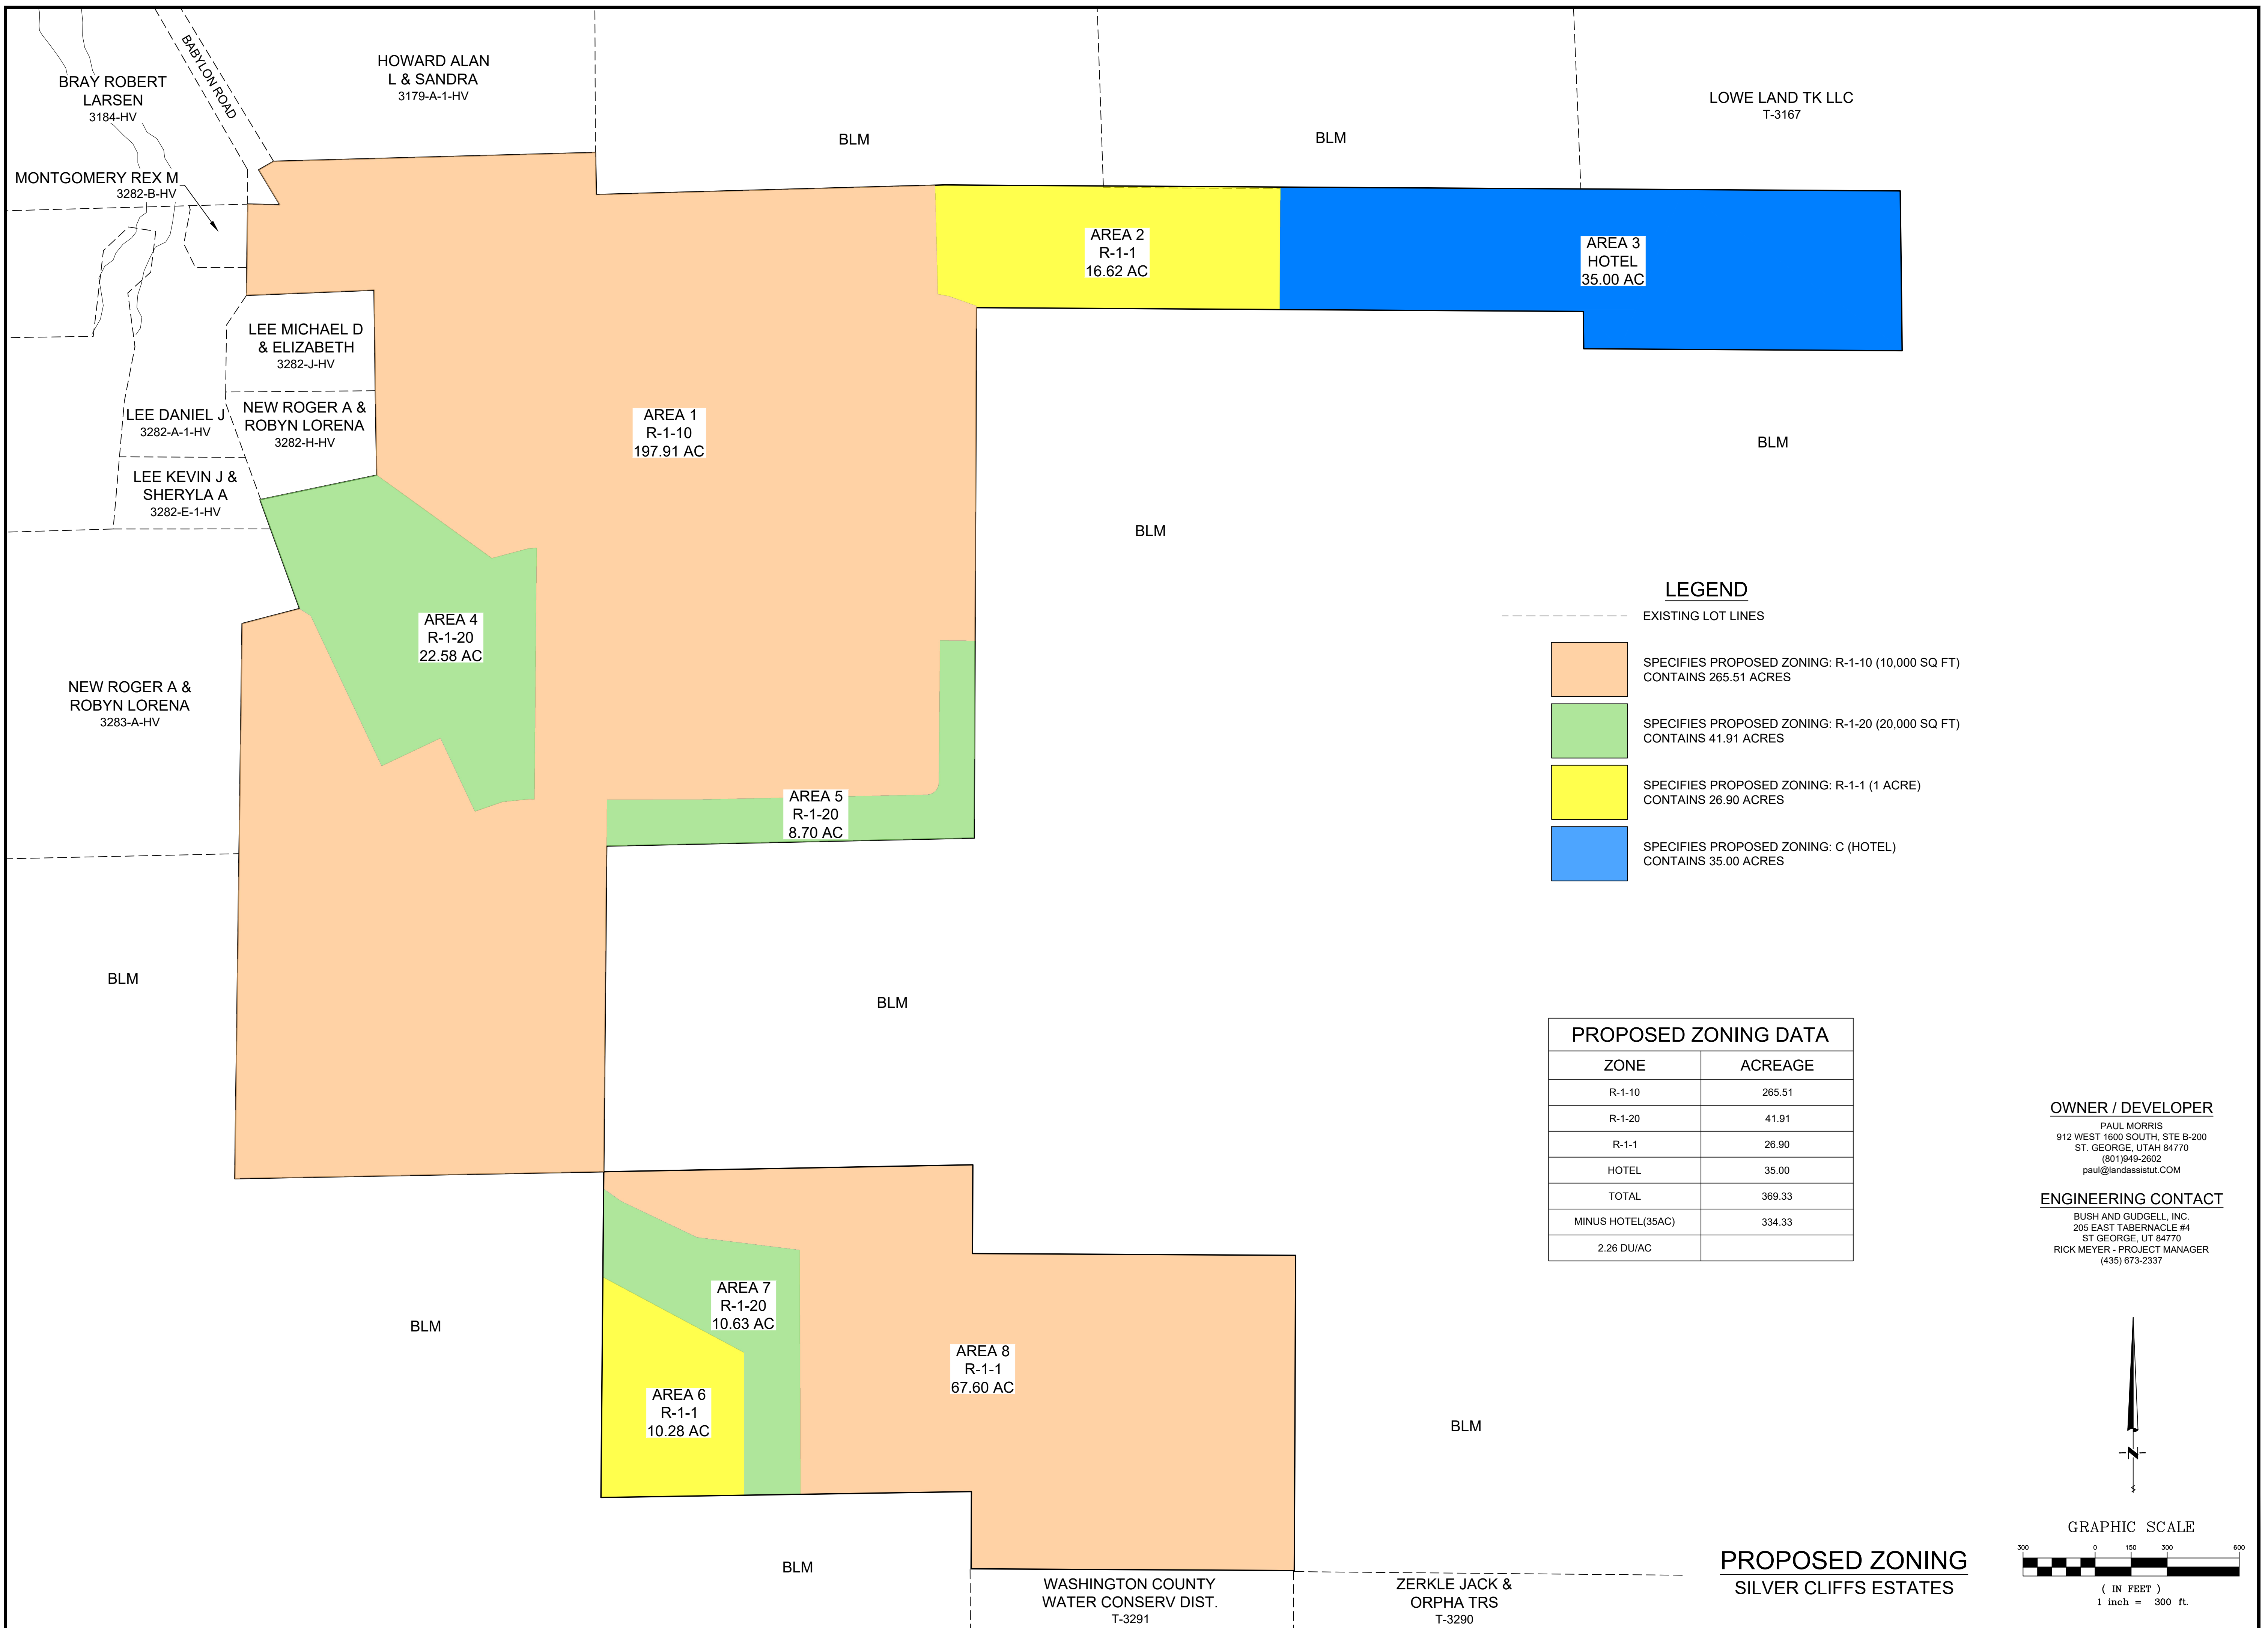 BABYLON ROAD
BRAY ROBERT
LARSEN
3184-HV
HOWARD ALAN
L & SANDRA
3179-A-1-HV
BLM
BLM
LOWE LAND TK LLC
T-3167
MONTGOMERY REX M
3282-B-HV
AREA 2
R-1-1
16.62 AC
AREA 3
HOTEL
35.00 AC
LEE MICHAEL D
& ELIZABETH
3282-J-HV
LEE DANIEL J
3282-A-1-HV
NEW ROGER A &
ROBYN LORENA
3282-H-HV
AREA 1
R-1-10
197.91 AC
BLM
LEE KEVIN J &
SHERYLA A
3282-E-1-HV
BLM
AREA 4
R-1-20
22.58 AC
NEW ROGER A &
ROBYN LORENA
3283-A-HV
AREA 5
R-1-20
8.70 AC
LEGEND
EXISTING LOT LINES
SPECIFIES PROPOSED ZONING: R-1-10 (10,000 SQ FT)
CONTAINS 265.51 ACRES
SPECIFIES PROPOSED ZONING: R-1-20 (20,000 SQ FT)
CONTAINS 41.91 ACRES
SPECIFIES PROPOSED ZONING: R-1-1 (1 ACRE)
CONTAINS 26.90 ACRES
SPECIFIES PROPOSED ZONING: C (HOTEL)
CONTAINS 35.00 ACRES
BLM
BLM
PROPOSED ZONING DATA
ZONE ACREAGE
R-1-10 265.51
R-1-20 41.91
R-1-1 26.90
HOTEL 35.00
TOTAL 369.33
MINUS HOTEL(35AC) 334.33
2.26 DU/AC
OWNER / DEVELOPER
PAUL MORRIS
912 WEST 1600 SOUTH, STE B-200
ST. GEORGE, UTAH 84770
(801)949-2602
paul@landassistut.COM
ENGINEERING CONTACT
BUSH AND GUDGELL, INC.
205 EAST TABERNACLE #4
ST GEORGE, UT 84770
RICK MEYER - PROJECT MANAGER
(435) 673-2337
BLM
AREA 7
R-1-20
10.63 AC
AREA 8
R-1-1
67.60 AC
AREA 6
R-1-1
10.28 AC
BLM
N
BLM
WASHINGTON COUNTY
WATER CONSERV DIST.
T-3291
ZERKLE JACK &
ORPHA TRS
T-3290
PROPOSED ZONING
SILVER CLIFFS ESTATES
GRAPHIC SCALE
300 0 150 300 600
( IN FEET )
1 inch = 300 ft.